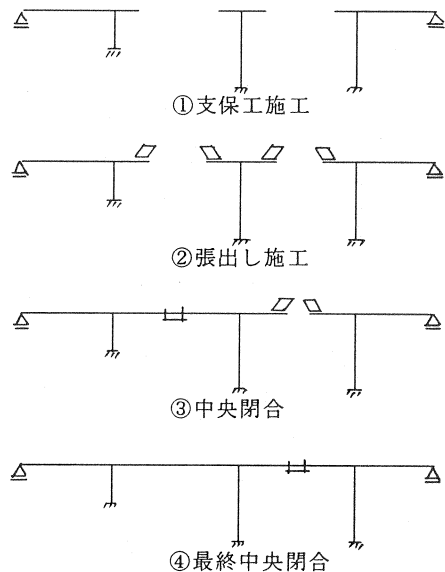 ①支保工施工
②張出し施工
③中央閉合
④最終中央閉合